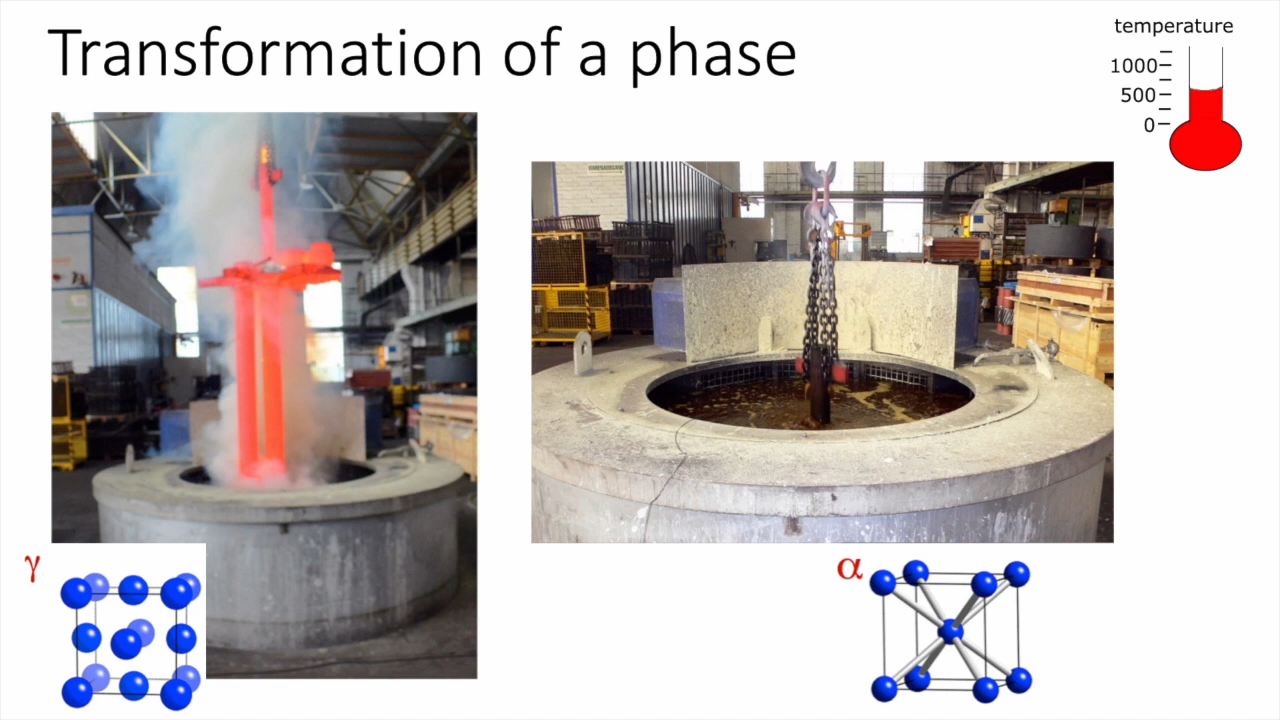 Transformation of a phase
temperature
1000
500
0
γ
α